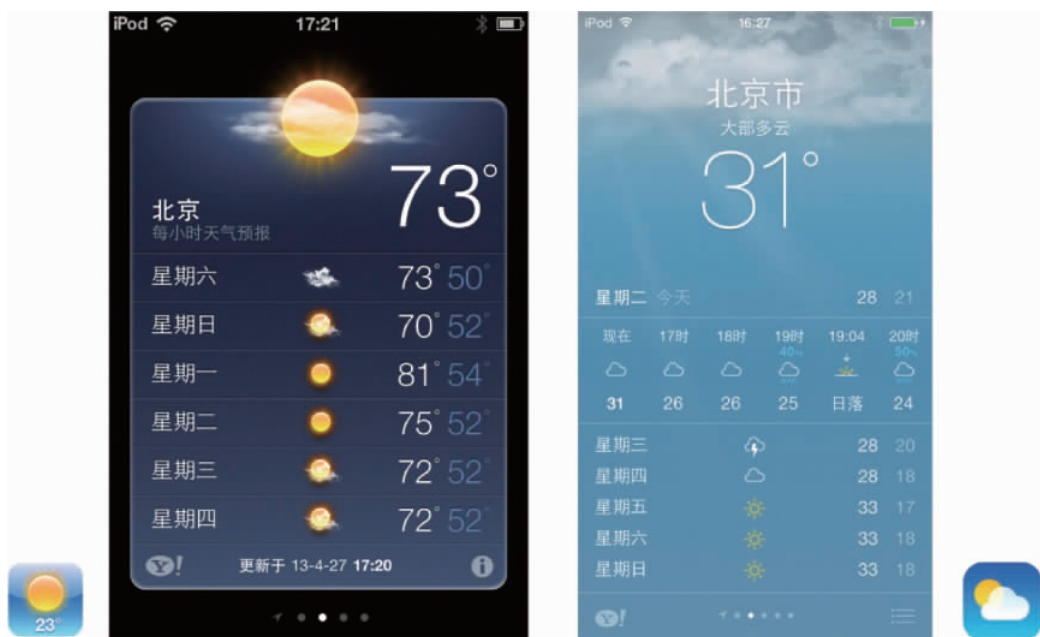 iPod 17:21
73°
北京
每小时天气预报
星期六 73° 50°
星期日 70° 52°
星期一 81° 54°
星期二 75° 52°
星期三 72° 52°
星期四 72° 52°
Y! 更新于 13-4-27 17:20 i
23°
iPod 16:27
北京市
大部多云
31°
星期二 今天 28 21
现在 17时 18时 19时 19:04 20时
40% 50%
31 26 26 25 日落 24
星期三 28 20
星期四 28 18
星期五 33 17
星期六 33 18
星期日 33 18
Y!